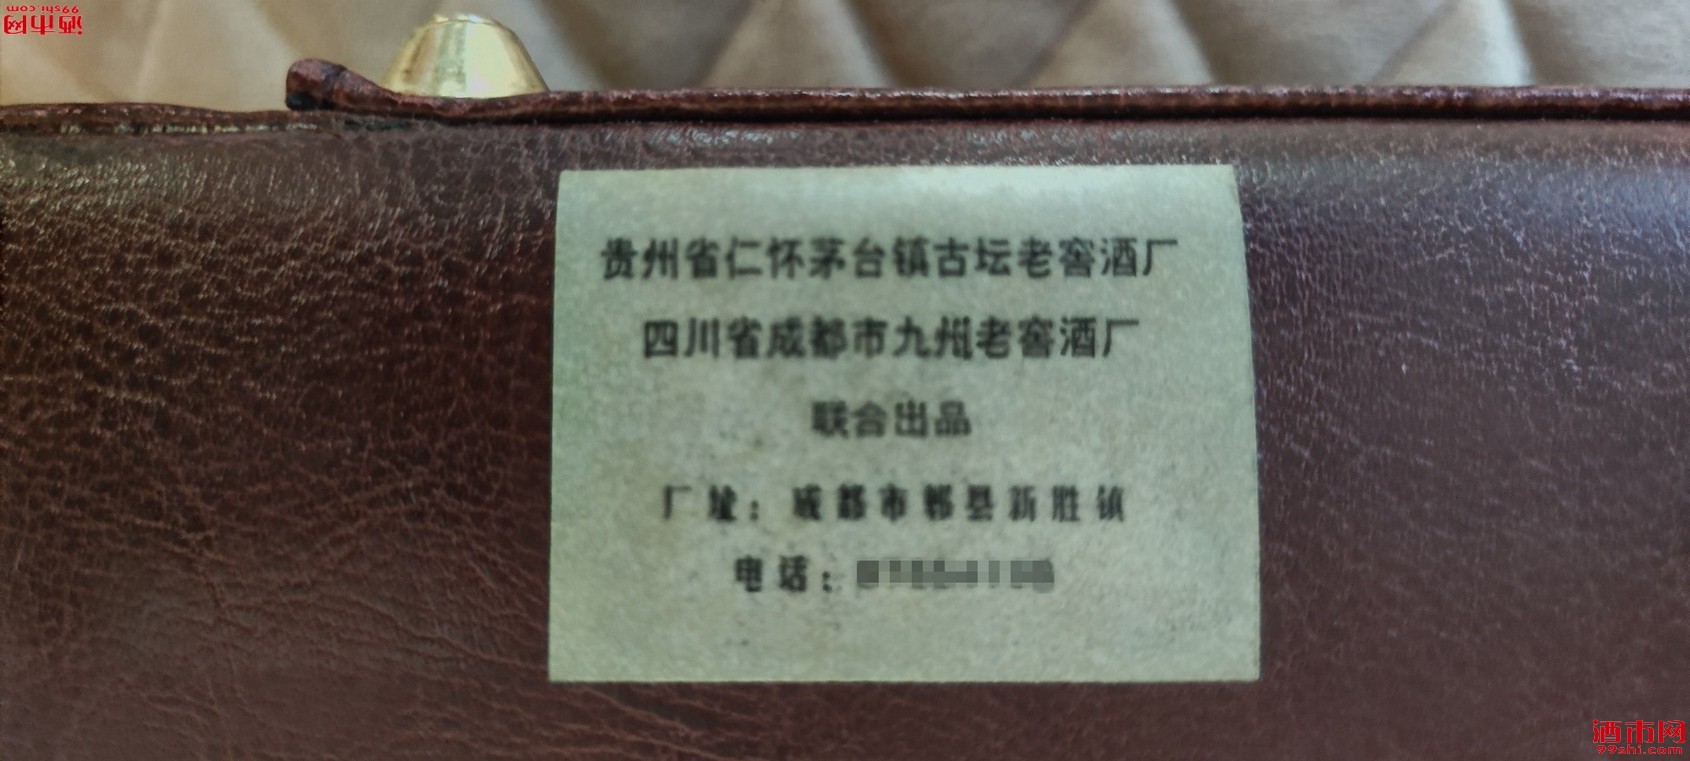 贵州省仁怀茅台镇古坛老窖酒厂
四川省成都市九州老窖酒厂
联合出品
厂址：成都市郫县新胜镇
电话：
酒市网
99shi.com
酒市网
99shi.com